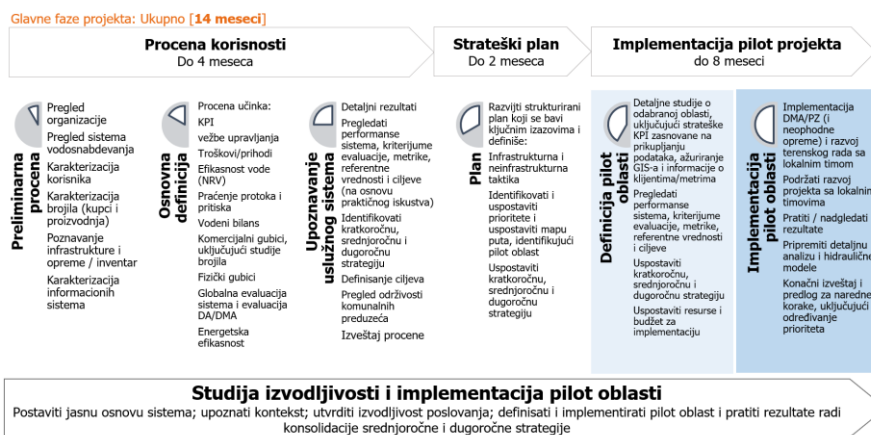 Glavne faze projekta: Ukupno [14 meseci]
Procena korisnosti
Do 4 meseca
Strateški plan
Do 2 meseca
Implementacija pilot projekta
do 8 meseci
Preliminarna
procena
Pregled
organizacije
Pregled sistema
vodosnabdevanja
Karakterizacija
korisnika
Karakterizacija
brojila (kupci i
proizvodnja)
Poznavanje
infrastrukture i
opreme / inventar
Karakterizacija
informacionih
sistema
Osnovna
definicija
Procena učinka:
KPI
vežbe upravljanja
Troškovi/prihodi
Efikasnost vode
(NRV)
Praćenje protoka i
pritiska
Vodeni bilans
Komercijalni gubici,
uključujući studije
brojila
Fizički gubici
Globalna evaluacija
sistema i evaluacija
DA/DMA
Energetska
efikasnost
Upoznavanje
uslužnog sistema
Detaljni rezultati
Pregledati
performanse
sistema, kriterijume
evaluacije, metrike,
referentne
vrednosti i ciljeve
(na osnovu
praktičnog iskustva)
Identifikovati
kratkoročnu,
srednjoročnu i
dugoročnu
strategiju
Definisanje ciljeva
Pregled održivosti
komunalnih
preduzeća
Izveštaj procene
Plan
Razvijti strukturirani
plan koji se bavi
ključnim izazovima i
definiše:
Infrastrukturna i
neinfrastrukturna
taktika
Identifikovati i
uspostaviti
prioritete i
uspostaviti mapu
puta, identifikujući
pilot oblast
Uspostaviti
kratkoročnu,
srednjoročnu i
dugoročnu
strategiju
Definicija pilot
oblasti
Detaljne studije o
odabranoj oblasti,
uključujući strateške
KPI zasnovane na
prikupljanju
podataka, ažuriranje
GIS-a i informacije o
klijentima/metrima
Pregledati
performanse
sistema, kriterijume
evaluacije, metrike,
referentne vrednosti
i ciljeve
Uspostaviti
kratkoročnu,
srednjoročnu i
dugoročnu strategiju
Uspostaviti resurse i
budžet za
implementaciju
Implementacija
pilot oblasti
Implementacija
DMA/PZ (i
neophodne
opreme) i razvoj
terenskog rada sa
lokalnim timom
Podržati razvoj
projekta sa lokalnim
timovima
Pratiti / nadgledati
rezultate
Pripremiti detaljnu
analizu i hidraulične
modele
Konačni izveštaj i
predlog za naredne
korake, uključujući
određivanje
prioriteta
Studija izvodljivosti i implementacija pilot oblasti
Postaviti jasnu osnovu sistema; upoznati kontekst; utvrditi izvodljivost poslovanja; definisati i implementirati pilot oblast i pratiti rezultate radi
konsolidacije srednjoročne i dugoročne strategije